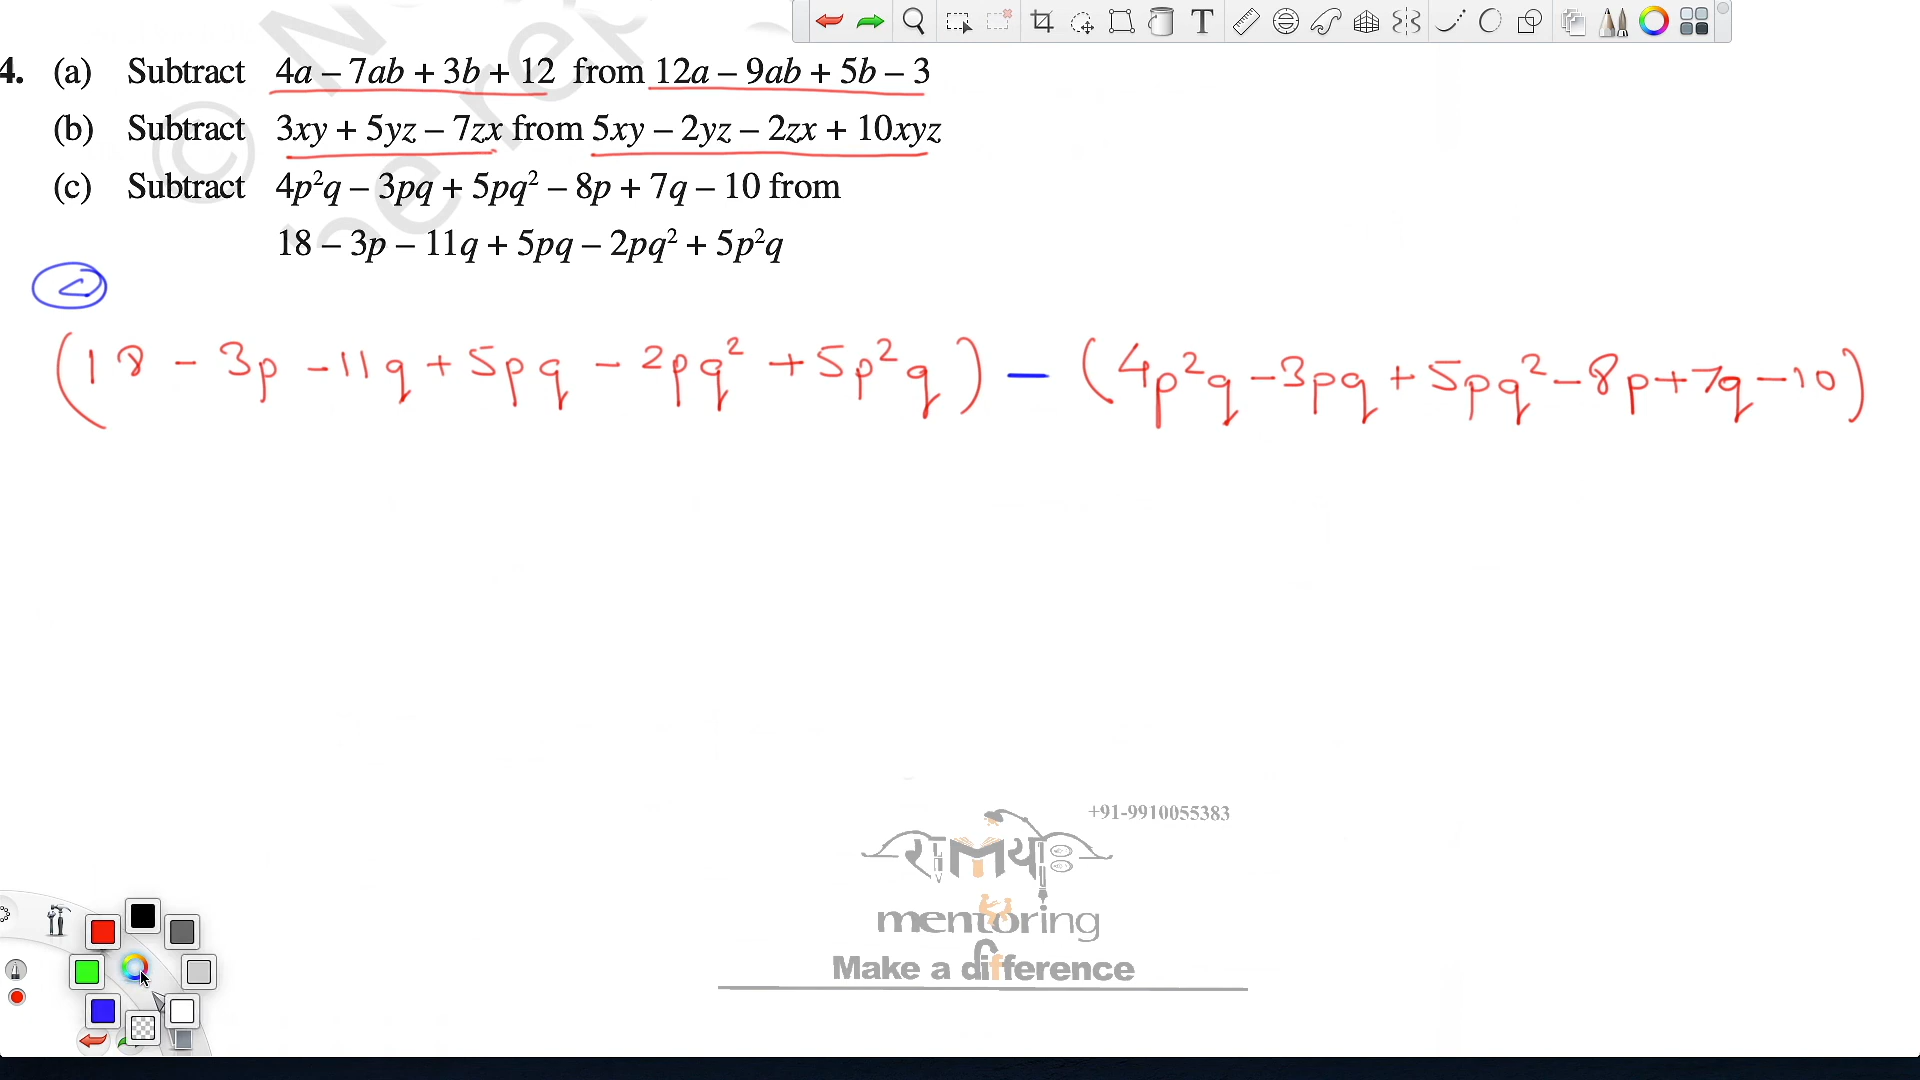 4. (a) Subtract 4a – 7ab + 3b + 12 from 12a – 9ab + 5b – 3
(b) Subtract 3xy + 5yz – 7zx from 5xy – 2yz – 2zx + 10xyz
(c) Subtract 4p²q – 3pq + 5pq² – 8p + 7q – 10 from
18 – 3p – 11q + 5pq – 2pq² + 5p²q
(18 - 3p - 11q + 5pq - 2pq² + 5p²q) - (4p²q - 3pq + 5pq² - 8p + 7q - 10)
+91-9910055383
mentoring
Make a difference